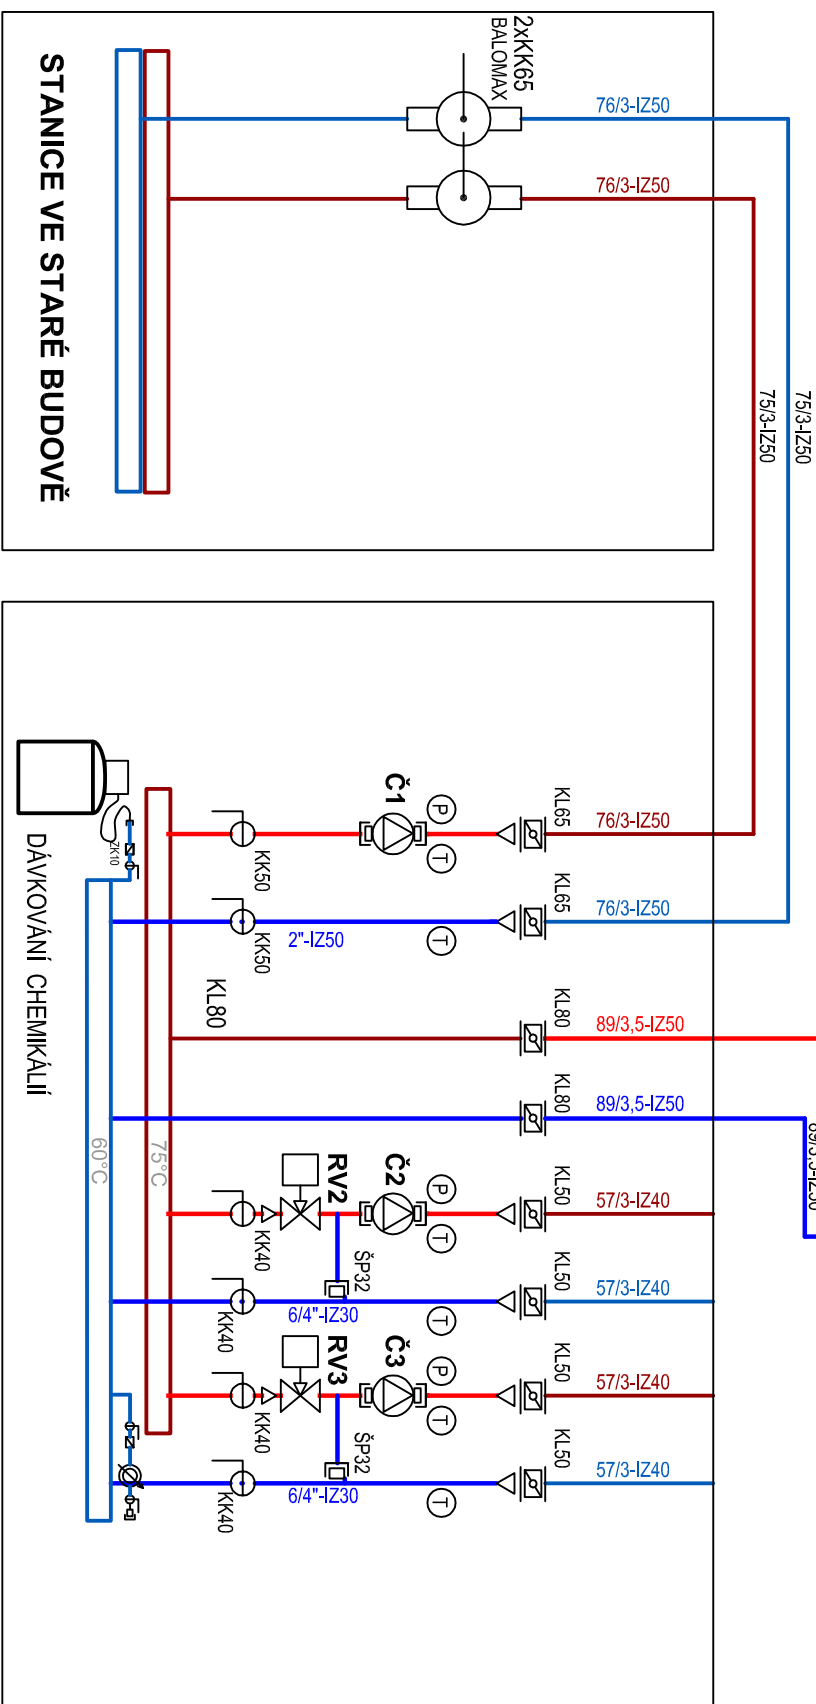 2xKK65
BALOMAX
76/3-IZ50
76/3-IZ50
75/3-IZ50
75/3-IZ50
STANICE VE STARÉ BUDOVĚ
Č1
P
T
KL65
76/3-IZ50
KK50
ZK10
DÁVKOVÁNÍ CHEMIKÁLIÍ
KL65
76/3-IZ50
KK50
2"-IZ50
T
KL80
KL80
89/3,5-IZ50
KL80
89/3,5-IZ50
89/3,5-IZ50
75°C
60°C
RV2
Č2
P
T
KL50
57/3-IZ40
KK40
ŠP32
KL50
57/3-IZ40
KK40
6/4"-IZ30
T
RV3
Č3
P
T
KL50
57/3-IZ40
KK40
ŠP32
KL50
57/3-IZ40
KK40
6/4"-IZ30
T